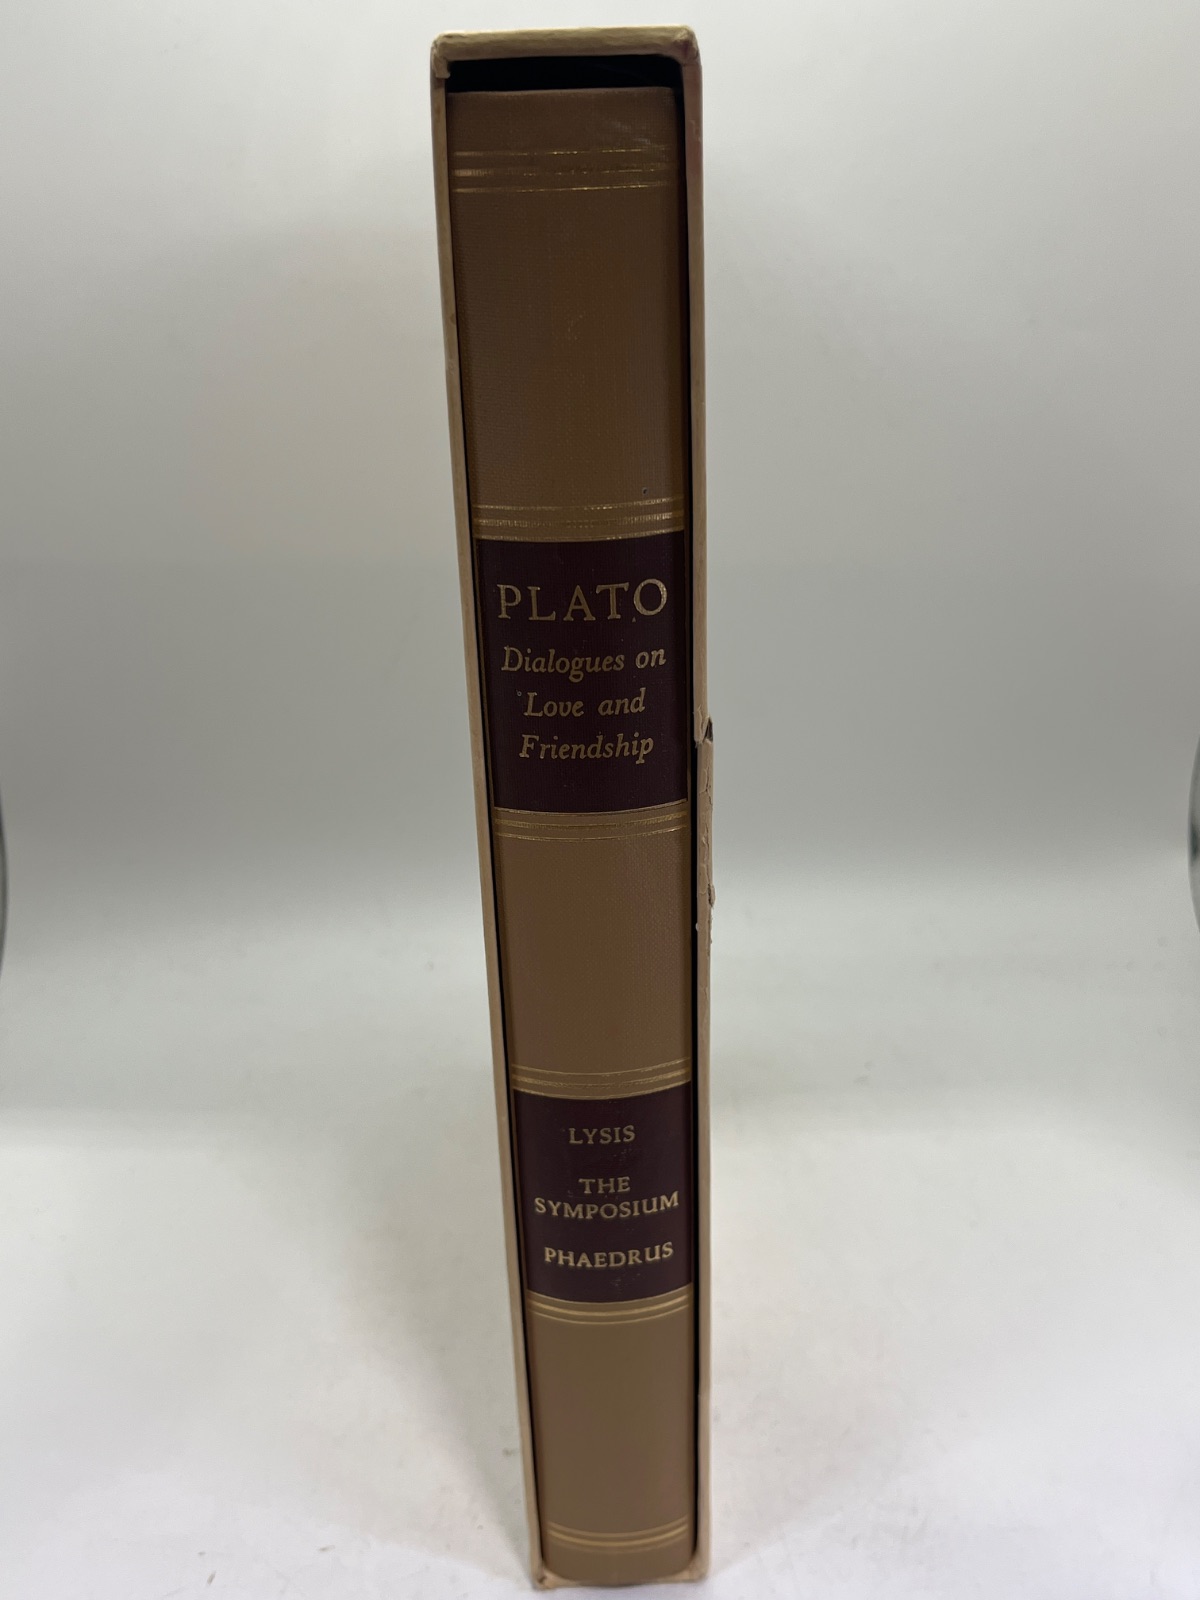 PLATO
Dialogues on
Love and
Friendship
LYSIS
THE
SYMPOSIUM
PHAEDRUS